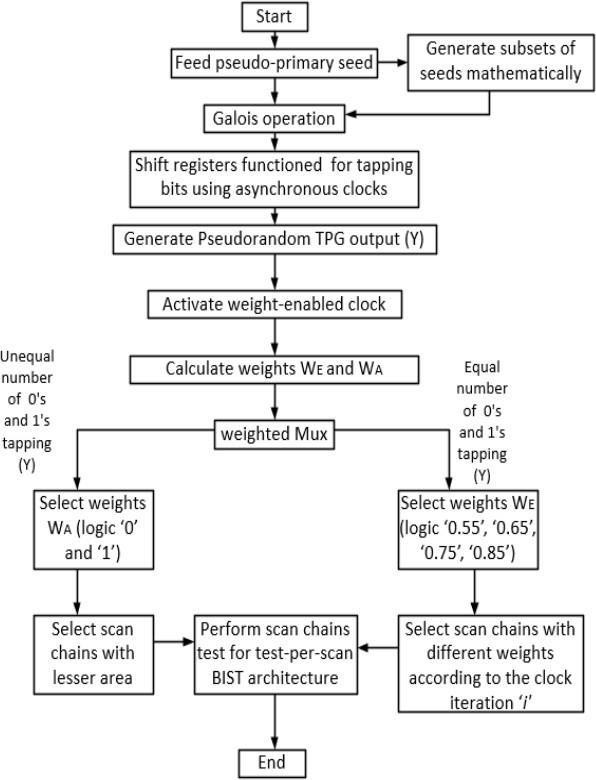 Start
Feed pseudo-primary seed
Generate subsets of
seeds mathematically
Galois operation
Shift registers functioned for tapping
bits using asynchronous clocks
Generate Pseudorandom TPG output (Y)
Activate weight-enabled clock
Calculate weights WE and WA
Unequal
number
of 0's
and 1's
tapping
(Y)
Equal
number
of 0's
and 1's
tapping
(Y)
weighted Mux
Select weights
WA (logic ‘0’
and ‘1’)
Select weights WE
(logic ‘0.55’, ‘0.65’,
‘0.75’, ‘0.85’)
Select scan
chains with
lesser area
Perform scan chains
test for test-per-scan
BIST architecture
Select scan chains with
different weights
according to the clock
iteration ‘i’
End